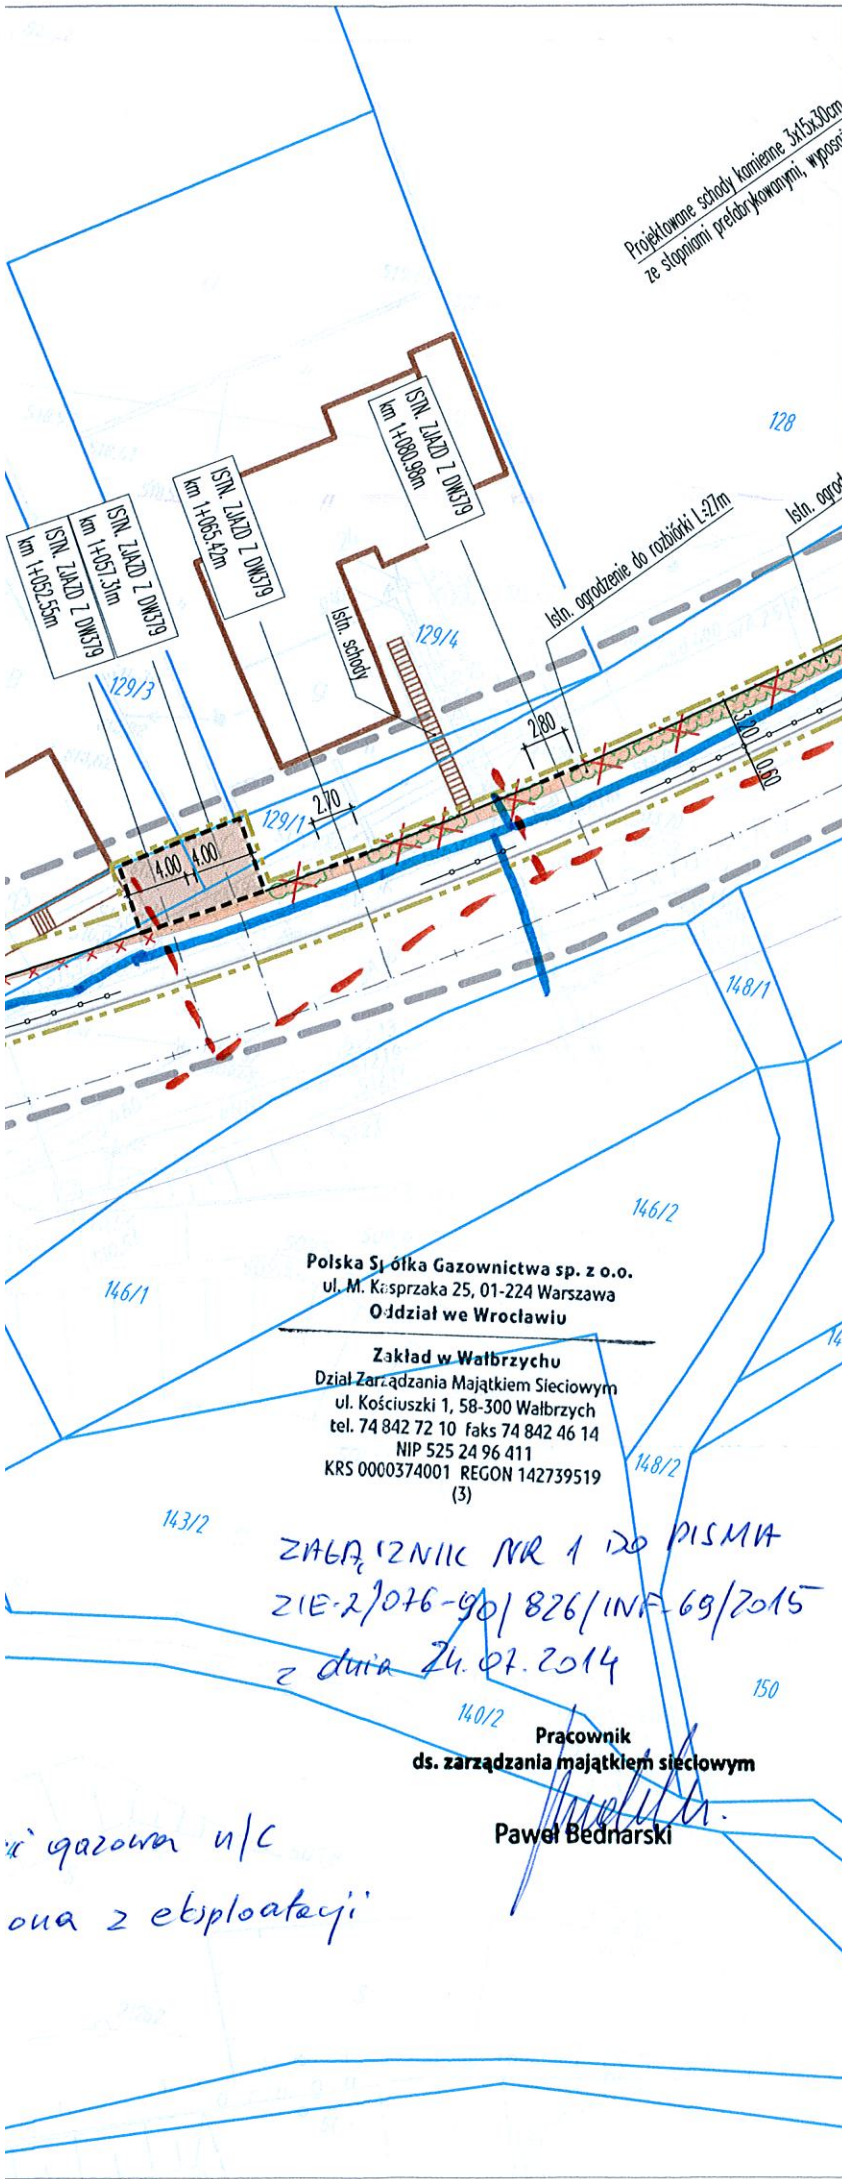 Projektowane schody kamienne 3x15x30cm
ze stopniami prefabrykowanymi,
128
ISTN. ZJAZD Z DW379
km 1+080.98m
ISTN. ZJAZD Z DW379
km 1+065.42m
ISTN. ZJAZD Z DW379
km 1+057.31m
ISTN. ZJAZD Z DW379
km 1+052.55m
Istn. ogrodzenie do rozbiórki L=27m
Istn.
Istn. schody
129/4
129/3
129/1
2.80
2.70
3.20
0.60
4.00
4.00
148/1
146/2
146/1
Polska Spółka Gazownictwa sp. z o.o.
ul. M. Kasprzaka 25, 01-224 Warszawa
Oddział we Wrocławiu
Zakład w Wałbrzychu
Dział Zarządzania Majątkiem Sieciowym
ul. Kościuszki 1, 58-300 Wałbrzych
tel. 74 842 72 10 faks 74 842 46 14
NIP 525 24 96 411
KRS 0000374001 REGON 142739519
(3)
148/2
143/2
ZAŁĄCZNIK NR 1 DO PISMA
ZIE-2/076-90/826/INF-69/2015
z dnia 24.07.2014
150
140/2
Pracownik
ds. zarządzania majątkiem sieciowym
Paweł Bednarski
gazowa n/c
z eksploatacji